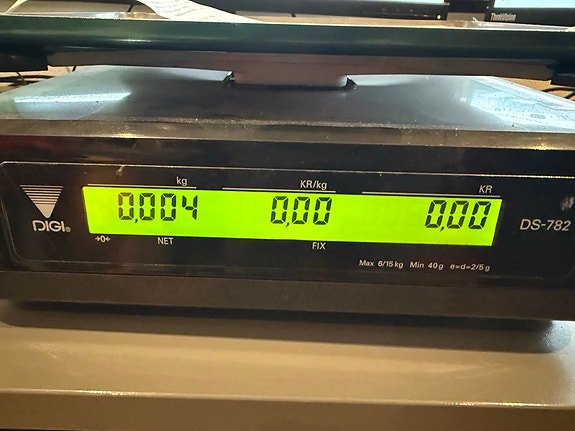 ThinkVision
kg KR/kg KR
0,004 0,00 0,00
DIGI® DS-782
→0← NET FIX
Max 6/15 kg Min 40 g e=d=2/5 g